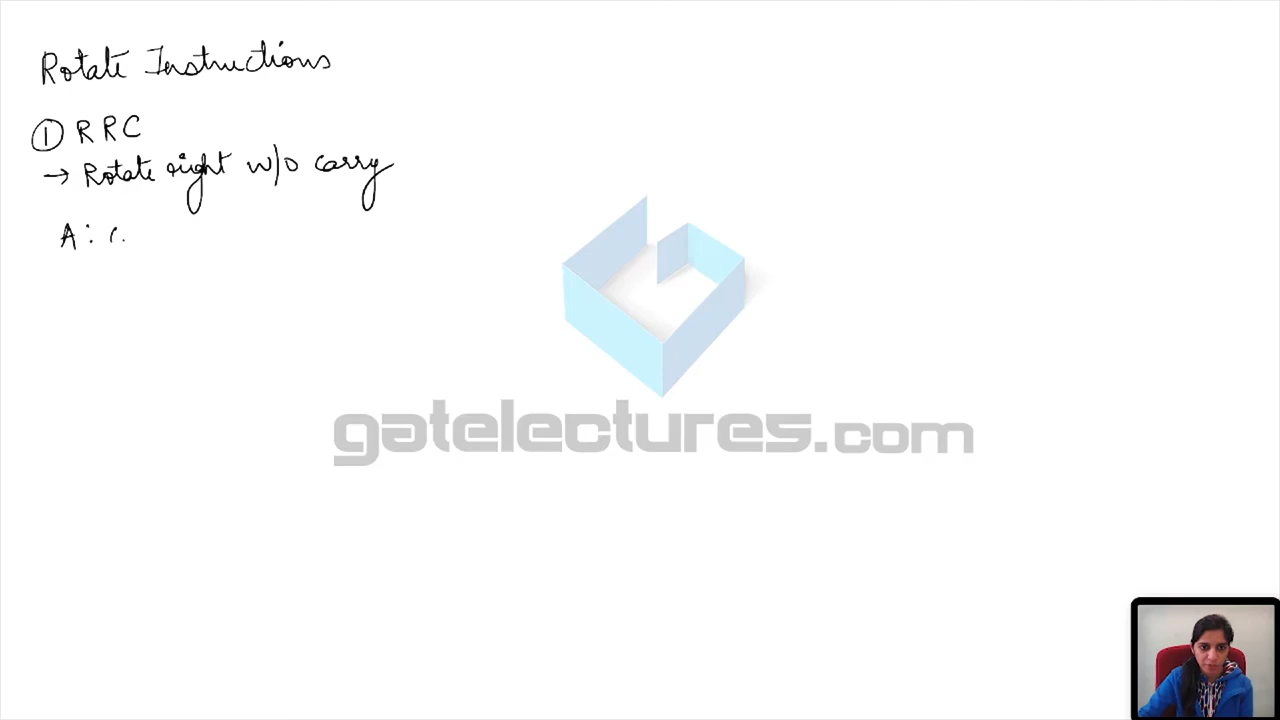 Rotate Instructions
① RRC
→ Rotate right w/o carry
A :
gatelectures.com